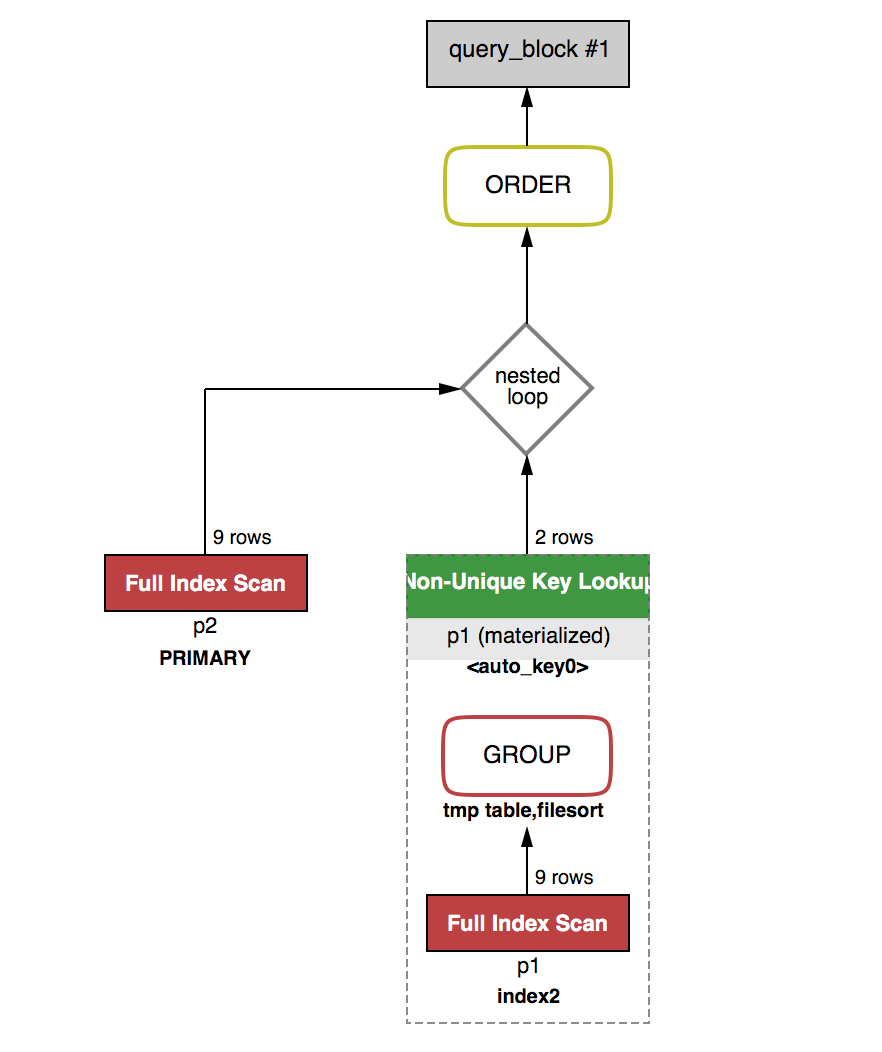 query_block #1
ORDER
nested
loop
9 rows
2 rows
Full Index Scan
Non-Unique Key Lookup
p2
p1 (materialized)
PRIMARY
<auto_key0>
GROUP
tmp table,filesort
9 rows
Full Index Scan
p1
index2